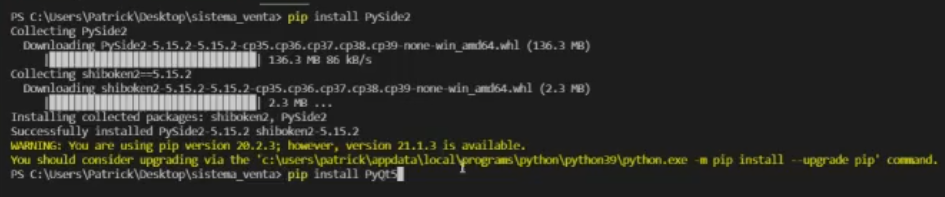 PS C:\Users\Patrick\Desktop\sistema_venta> pip install PySide2
Collecting PySide2
Downloading PySide2-5.15.2-5.15.2-cp35.cp36.cp37.cp38.cp39-none-win_amd64.whl (136.3 MB)
|████████████████████████████████| 136.3 MB 86 kB/s
Collecting shiboken2==5.15.2
Downloading shiboken2-5.15.2-5.15.2-cp35.cp36.cp37.cp38.cp39-none-win_amd64.whl (2.3 MB)
|████████████████████████████████| 2.3 MB ...
Installing collected packages: shiboken2, PySide2
Successfully installed PySide2-5.15.2 shiboken2-5.15.2
WARNING: You are using pip version 20.2.3; however, version 21.1.3 is available.
You should consider upgrading via the 'c:\users\patrick\appdata\local\programs\python\python39\python.exe -m pip install --upgrade pip' command.
PS C:\Users\Patrick\Desktop\sistema_venta> pip install PyQt5